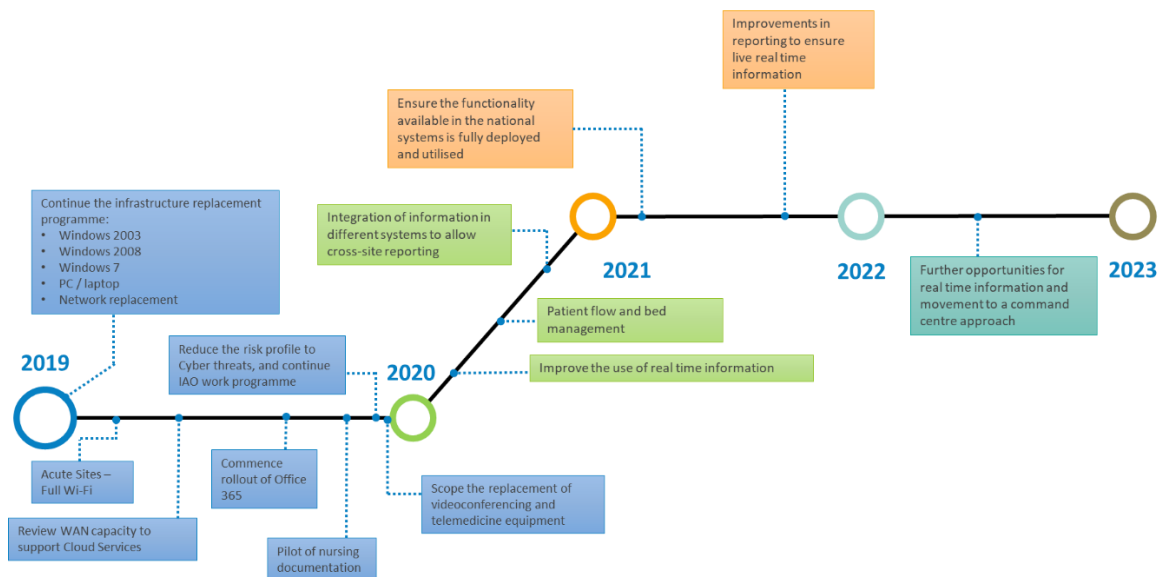 Improvements in
reporting to ensure
live real time
information
Ensure the functionality
available in the national
systems is fully deployed
and utilised
Continue the infrastructure replacement
programme:
• Windows 2003
• Windows 2008
• Windows 7
• PC / laptop
• Network replacement
Integration of information in
different systems to allow
cross-site reporting
2021
2022
2023
Further opportunities for
real time information and
movement to a command
centre approach
Patient flow and bed
management
2019
Reduce the risk profile to
Cyber threats, and continue
IAO work programme
2020
Improve the use of real time information
Acute Sites –
Full Wi-Fi
Commence
rollout of Office
365
Scope the replacement of
videoconferencing and
telemedicine equipment
Review WAN capacity to
support Cloud Services
Pilot of nursing
documentation